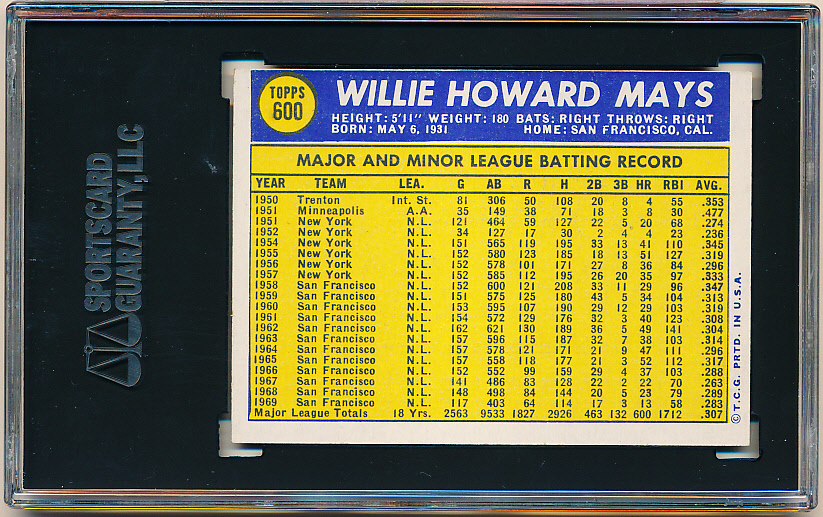 SPORTSCARD
GUARANTY, LLC
TOPPS
600
WILLIE HOWARD MAYS
HEIGHT: 5'11" WEIGHT: 180 BATS: RIGHT THROWS: RIGHT
BORN: MAY 6, 1931 HOME: SAN FRANCISCO, CAL.
MAJOR AND MINOR LEAGUE BATTING RECORD
YEAR TEAM LEA. G AB R H 2B 3B HR RBI AVG.
1950 Trenton Int. St. 81 306 50 108 20 8 4 55 .353
1951 Minneapolis A.A. 35 149 38 71 18 3 8 30 .477
1951 New York N.L. 121 464 59 127 22 5 20 68 .274
1952 New York N.L. 34 127 17 30 2 4 4 23 .236
1954 New York N.L. 151 565 119 195 33 13 41 110 .345
1955 New York N.L. 152 580 123 185 18 13 51 127 .319
1956 New York N.L. 152 578 101 171 27 8 36 84 .296
1957 New York N.L. 152 585 112 195 26 20 35 97 .333
1958 San Francisco N.L. 152 600 121 208 33 11 29 96 .347
1959 San Francisco N.L. 151 575 125 180 43 5 34 104 .313
1960 San Francisco N.L. 153 595 107 190 29 12 29 103 .319
1961 San Francisco N.L. 154 572 129 176 32 3 40 123 .308
1962 San Francisco N.L. 162 621 130 189 36 5 49 141 .304
1963 San Francisco N.L. 157 596 115 187 32 7 38 103 .314
1964 San Francisco N.L. 157 578 121 171 21 9 47 111 .296
1965 San Francisco N.L. 157 558 118 177 21 3 52 112 .317
1966 San Francisco N.L. 152 552 99 159 29 4 37 103 .288
1967 San Francisco N.L. 141 486 83 128 22 2 22 70 .263
1968 San Francisco N.L. 148 498 84 144 20 5 23 79 .289
1969 San Francisco N.L. 117 403 64 114 17 3 13 58 .283
Major League Totals 18 Yrs. 2563 9533 1827 2926 463 132 600 1712 .307
© T.C.G. PRTD. IN U.S.A.